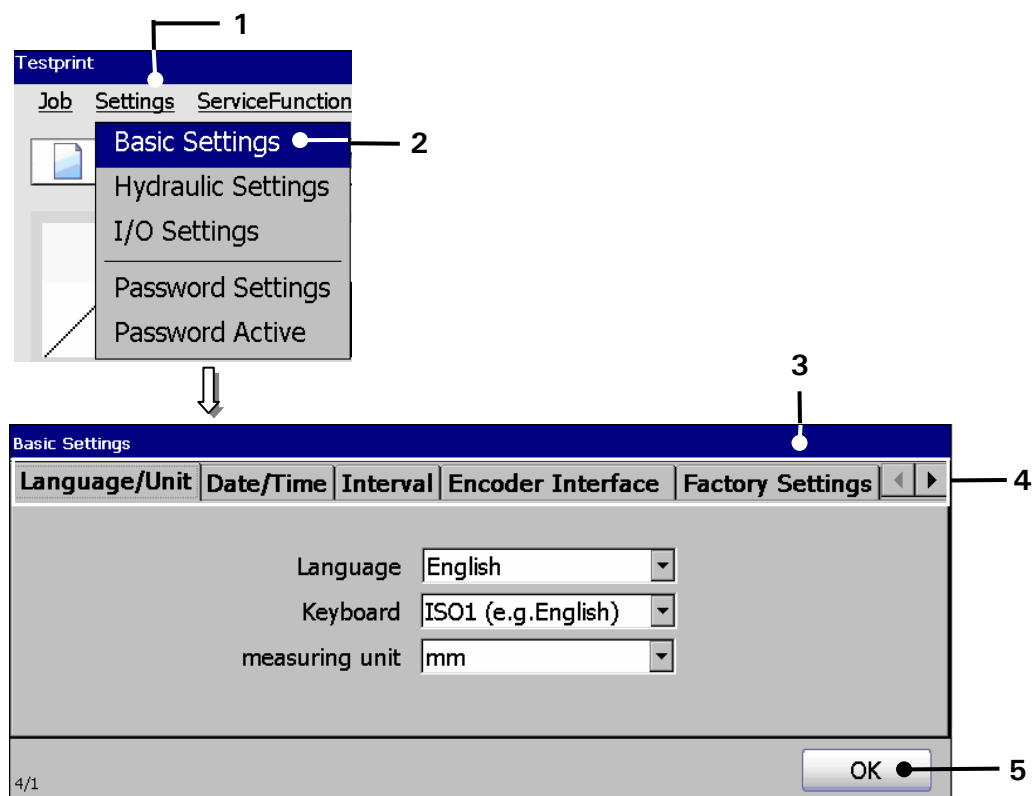 1
Testprint
Job Settings ServiceFunction
Basic Settings 2
Hydraulic Settings
I/O Settings
Password Settings
Password Active
3
Basic Settings
Language/Unit Date/Time Interval Encoder Interface Factory Settings 4
Language English
Keyboard ISO1 (e.g.English)
measuring unit mm
OK 5
4/1